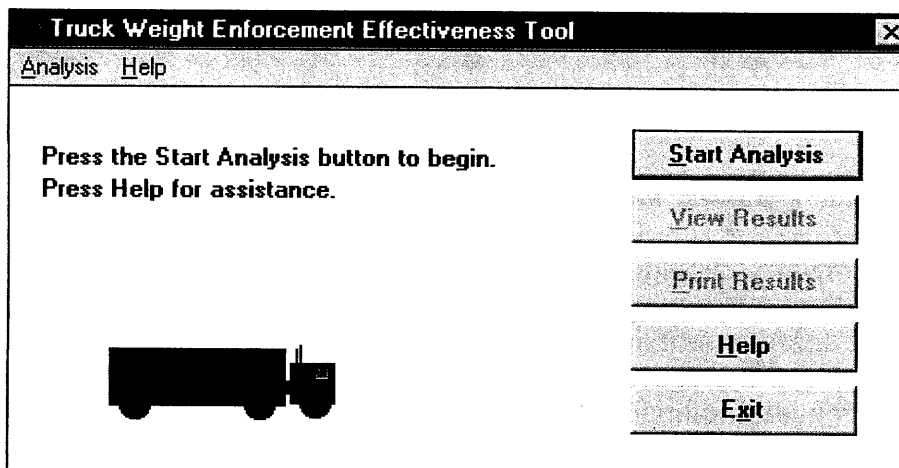 Truck Weight Enforcement Effectiveness Tool
Analysis Help
Press the Start Analysis button to begin.
Press Help for assistance.
Start Analysis
View Results
Print Results
Help
Exit